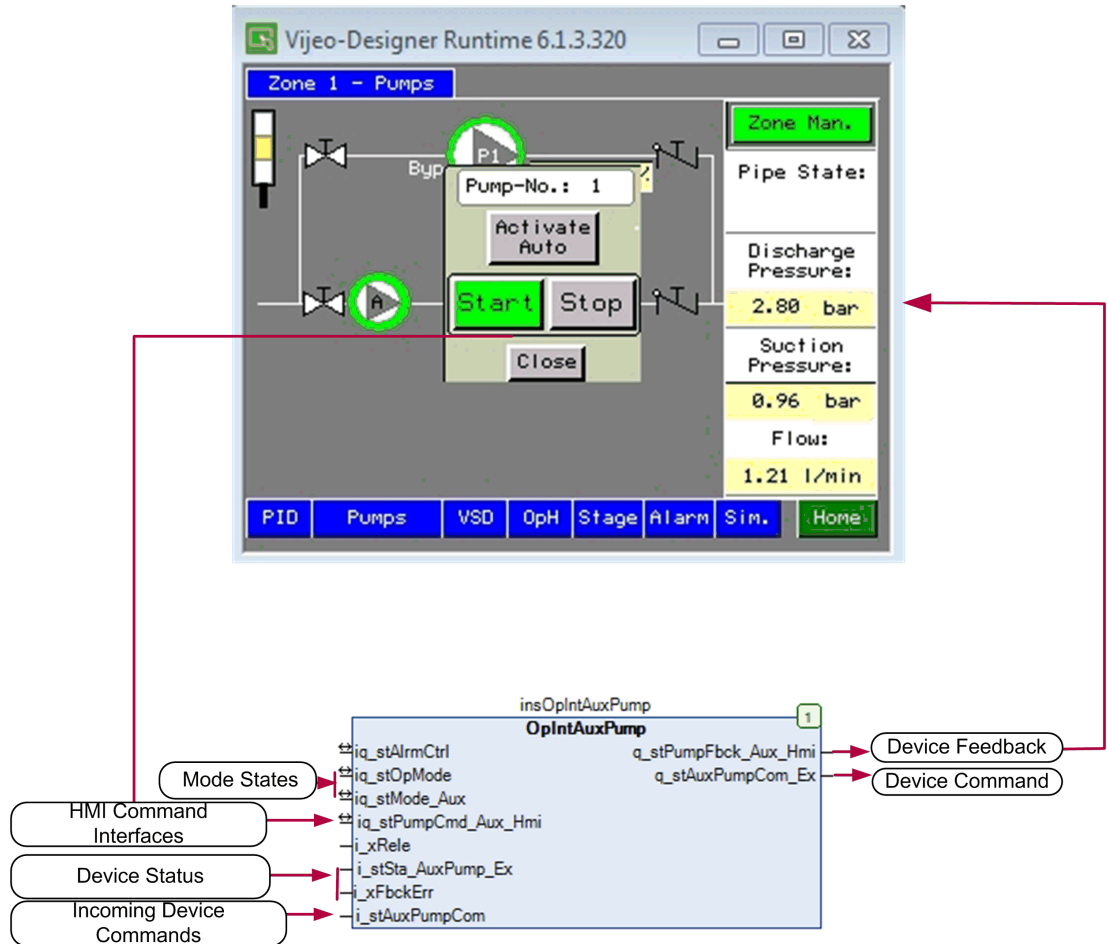 Vijeo-Designer Runtime 6.1.3.320
Zone 1 - Pumps
Zone Man.
P1
Byp
%
Pump-No.: 1
Activate
Auto
Pipe State:
Discharge
Pressure:
A
Start
Stop
2.80 bar
Close
Suction
Pressure:
0.96 bar
Flow:
1.21 l/min
PID
Pumps
VSD
OpH
Stage
Alarm
Sim.
Home
insOpIntAuxPump
OpIntAuxPump
1
iq_stAlrmCtrl
q_stPumpFbck_Aux_Hmi
Device Feedback
Mode States
iq_stOpMode
q_stAuxPumpCom_Ex
Device Command
iq_stMode_Aux
HMI Command
Interfaces
iq_stPumpCmd_Aux_Hmi
i_xRele
Device Status
i_stSta_AuxPump_Ex
i_xFbckErr
Incoming Device
Commands
i_stAuxPumpCom